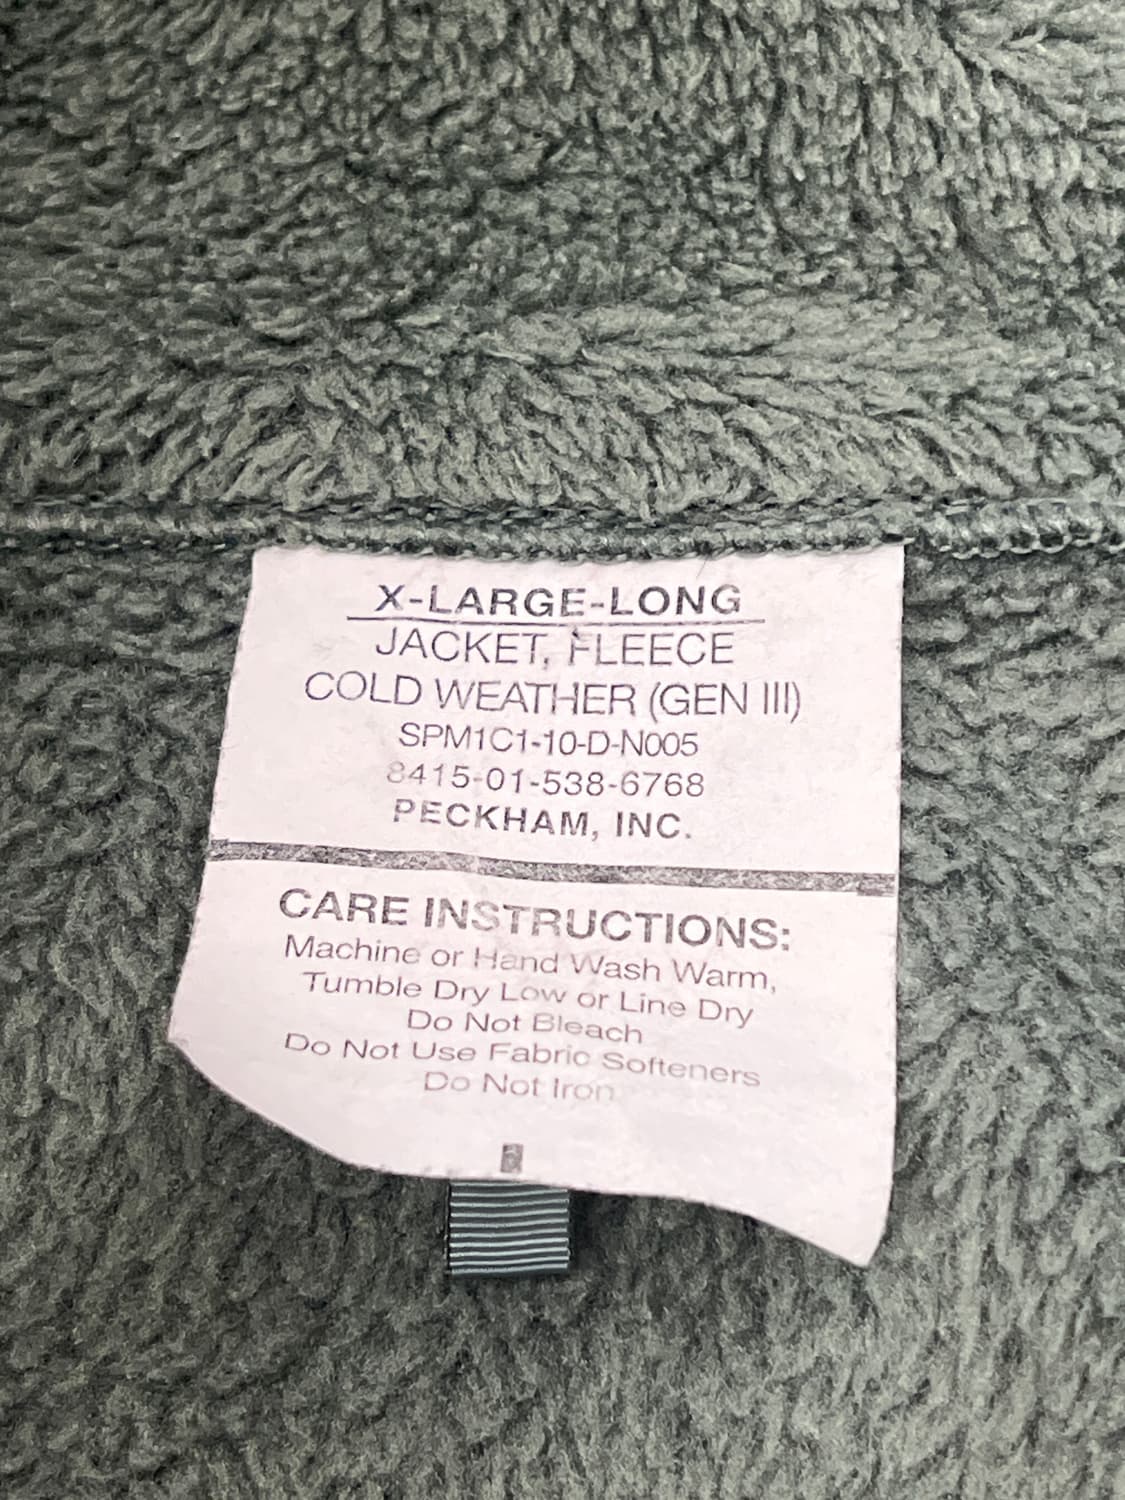 X-LARGE-LONG
JACKET, FLEECE
COLD WEATHER (GEN III)
SPM1C1-10-D-N005
8415-01-538-6768
PECKHAM, INC.
CARE INSTRUCTIONS:
Machine or Hand Wash Warm,
Tumble Dry Low or Line Dry
Do Not Bleach
Do Not Use Fabric Softeners
Do Not Iron